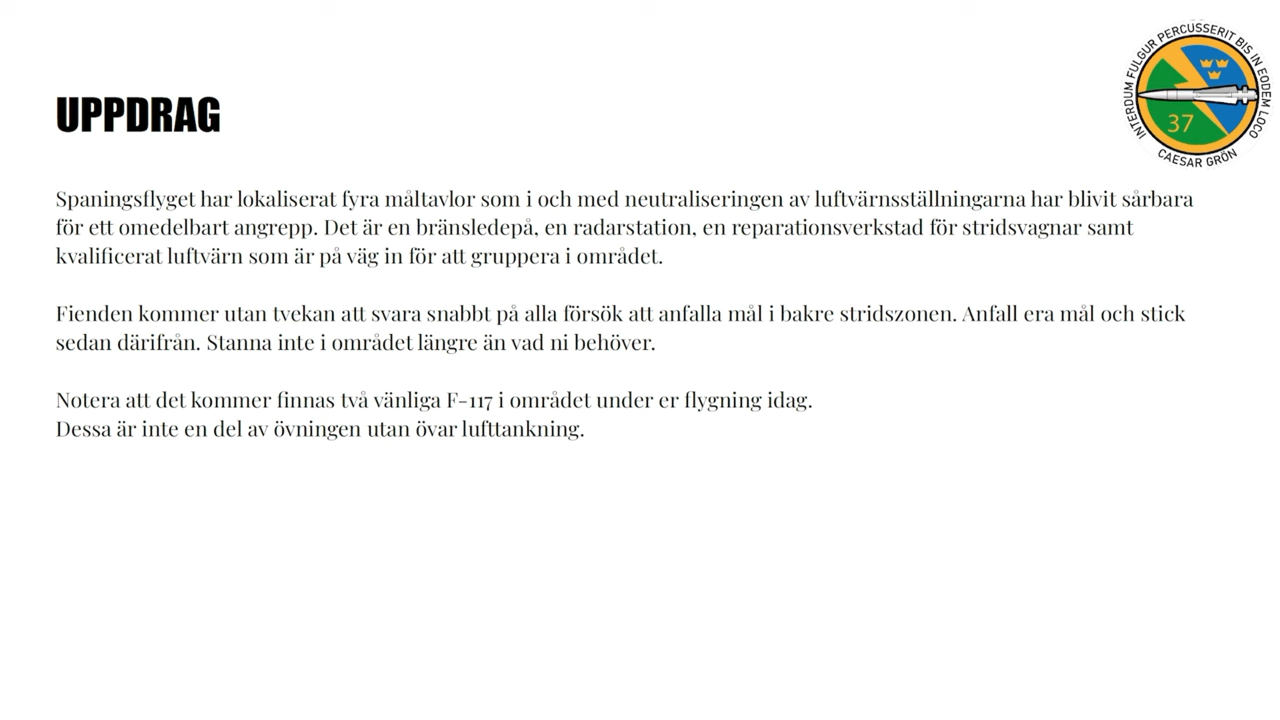 UPPDRAG
INTERDUM FULGUR PERCUSSERIT BIS IN EODEM LOCO
37
CAESAR GRÖN
Spaningsflyget har lokaliserat fyra måltavlor som i och med neutraliseringen av luftvärnsställningarna har blivit sårbara
för ett omedelbart angrepp. Det är en bränsledepå, en radarstation, en reparationsverkstad för stridsvagnar samt
kvalificerat luftvärn som är på väg in för att gruppera i området.
Fienden kommer utan tvekan att svara snabbt på alla försök att anfalla mål i bakre stridszonen. Anfall era mål och stick
sedan därifrån. Stanna inte i området längre än vad ni behöver.
Notera att det kommer finnas två vänliga F-117 i området under er flygning idag.
Dessa är inte en del av övningen utan övar lufttankning.